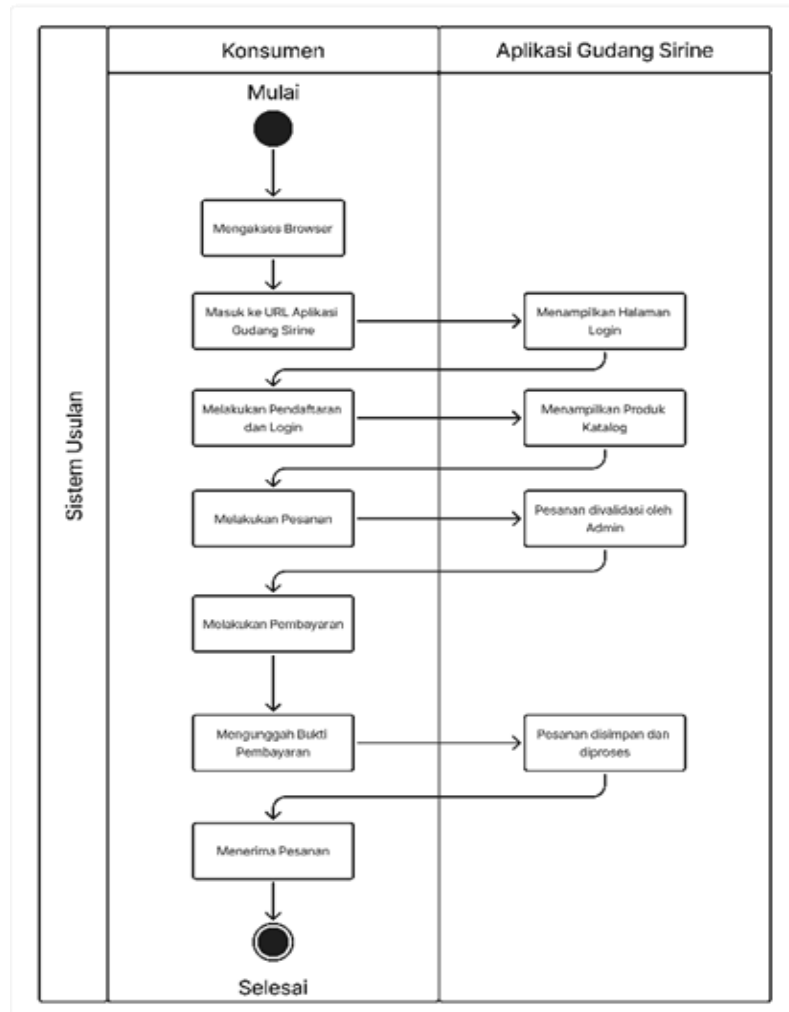 Konsumen
Aplikasi Gudang Sirine
Sistem Usulan
Mulai
Mengakses Browser
Masuk ke URL Aplikasi
Gudang Sirine
Menampilkan Halaman
Login
Melakukan Pendaftaran
dan Login
Menampilkan Produk
Katalog
Melakukan Pesanan
Pesanan divalidasi oleh
Admin
Melakukan Pembayaran
Mengunggah Bukti
Pembayaran
Pesanan disimpan dan
diproses
Menerima Pesanan
Selesai